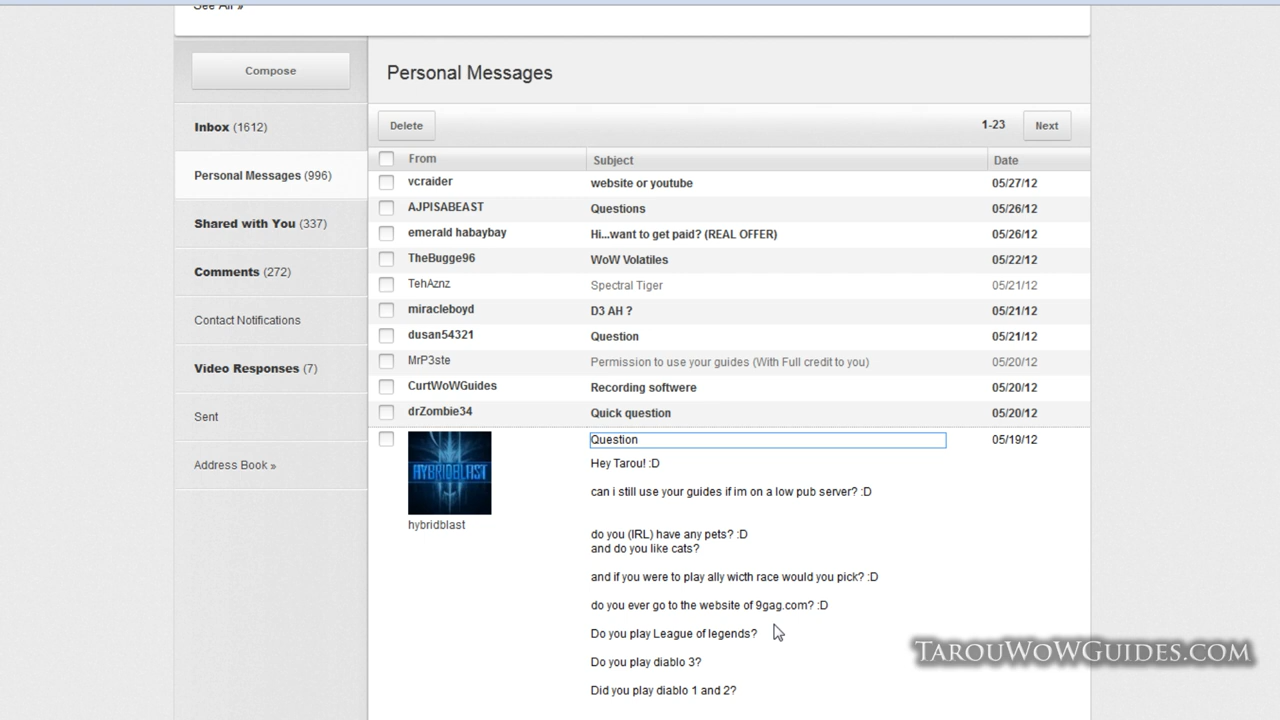 See All »
Compose
Personal Messages
Inbox (1612)
Delete
1-23
Next
From
Subject
Date
Personal Messages (996)
vcraider
website or youtube
05/27/12
AJPISABEAST
Questions
05/26/12
Shared with You (337)
emerald habaybay
Hi...want to get paid? (REAL OFFER)
05/26/12
TheBugge96
WoW Volatiles
05/22/12
Comments (272)
TehAznz
Spectral Tiger
05/21/12
miracleboyd
D3 AH ?
05/21/12
Contact Notifications
dusan54321
Question
05/21/12
MrP3ste
Permission to use your guides (With Full credit to you)
05/20/12
Video Responses (7)
CurtWoWGuides
Recording softwere
05/20/12
Sent
drZombie34
Quick question
05/20/12
Question
05/19/12
Address Book »
HYBRIDBLAST
hybridblast
Hey Tarou! :D
can i still use your guides if im on a low pub server? :D
do you (IRL) have any pets? :D
and do you like cats?
and if you were to play ally wicth race would you pick? :D
do you ever go to the website of 9gag.com? :D
Do you play League of legends?
Do you play diablo 3?
Did you play diablo 1 and 2?
TarouWoWGuides.com